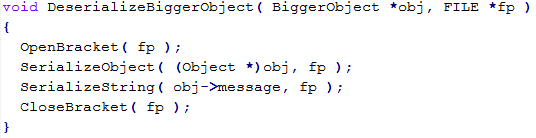 void DeserializeBiggerObject( BiggerObject *obj, FILE *fp )
{
  OpenBracket( fp );
  SerializeObject( (Object *)obj, fp );
  SerializeString( obj->message, fp );
  CloseBracket( fp );
}